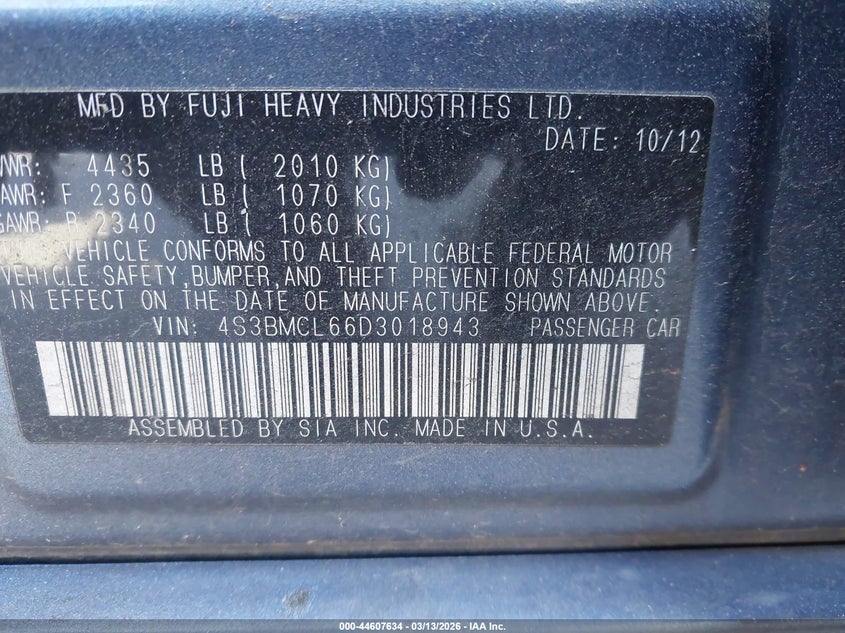 MFD BY FUJI HEAVY INDUSTRIES LTD.
DATE: 10/12
VWR: 4435 LB ( 2010 KG)
AWR: F 2360 LB ( 1070 KG)
GAWR: R 2340 LB ( 1060 KG)
VEHICLE CONFORMS TO ALL APPLICABLE FEDERAL MOTOR
VEHICLE SAFETY,BUMPER,AND THEFT PREVENTION STANDARDS
IN EFFECT ON THE DATE OF MANUFACTURE SHOWN ABOVE.
VIN: 4S3BMCL66D3018943 PASSENGER CAR
ASSEMBLED BY SIA INC. MADE IN U.S.A.
000-44607634 — 03/13/2026 — IAA Inc.